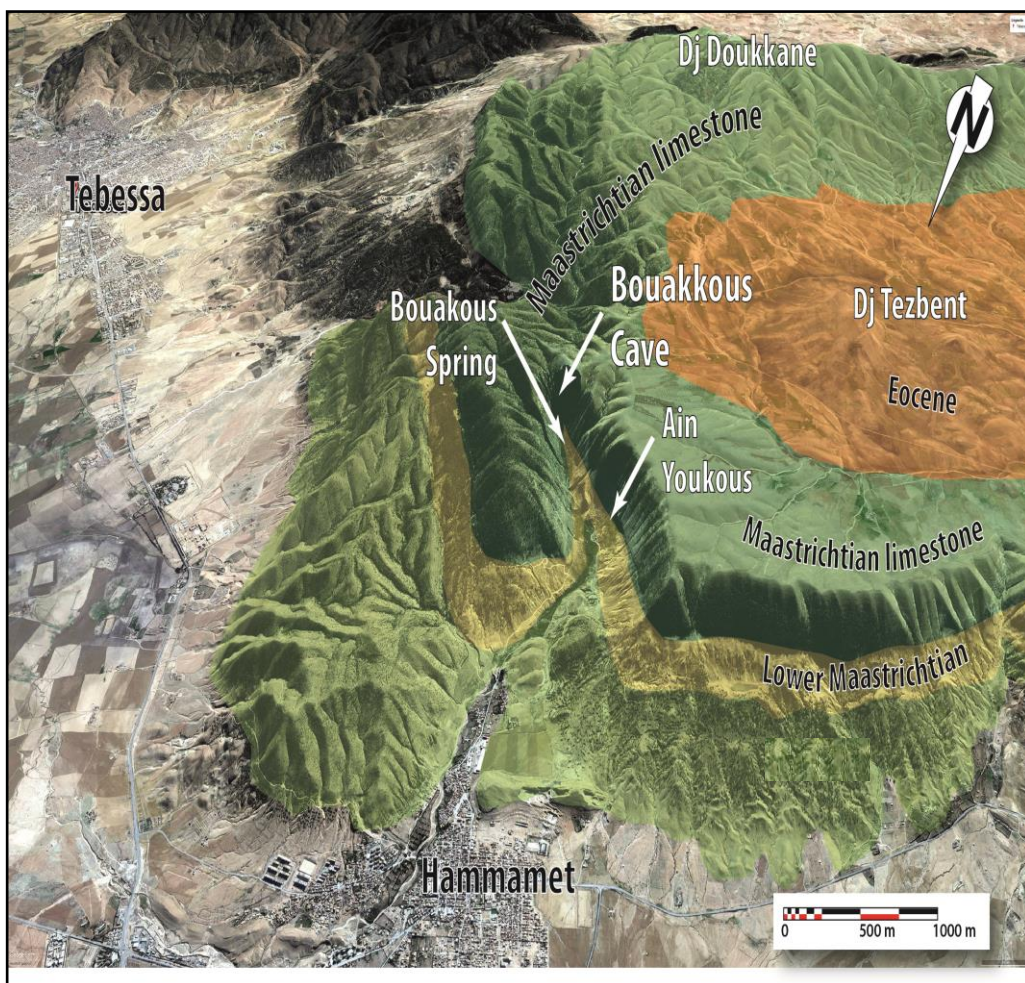 Dj Doukkane
N
Tebessa
Maastrichtian limestone
Bouakous
Spring
Bouakkous
Cave
Dj Tezbent
Eocene
Ain
Youkous
Maastrichtian limestone
Lower Maastrichtian
Hammamet
0 500 m 1000 m